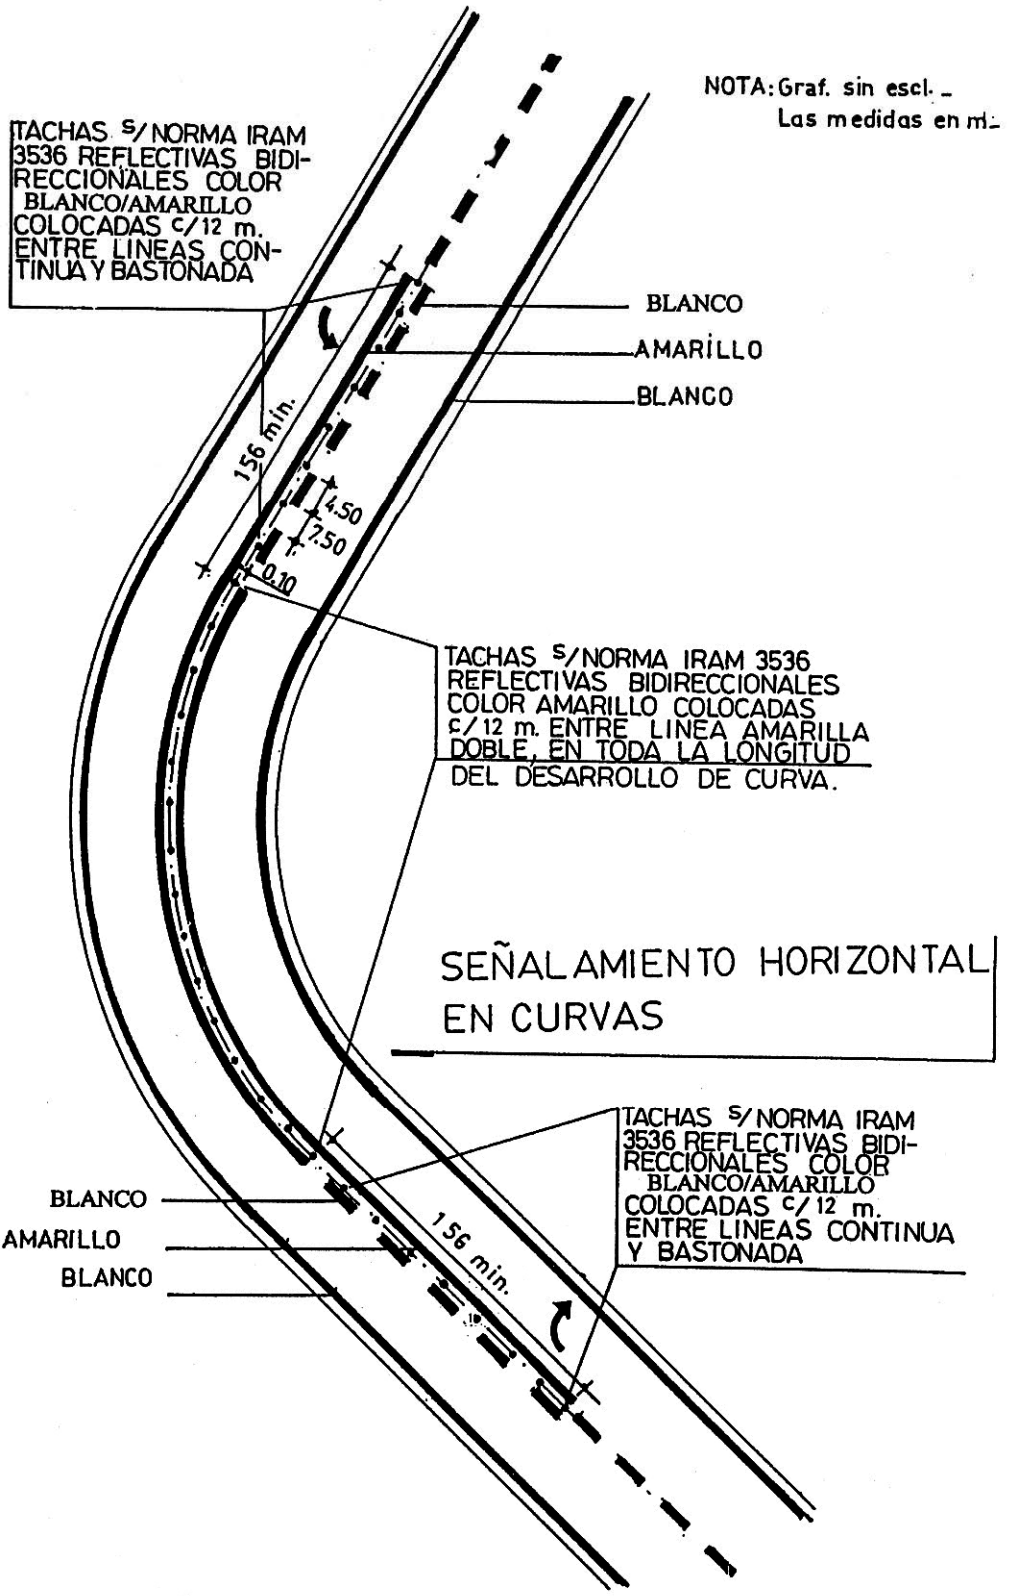 NOTA: Graf. sin escl. _
Las medidas en m._
TACHAS S/NORMA IRAM
3536 REFLECTIVAS BIDI-
RECCIONALES COLOR
BLANCO/AMARILLO
COLOCADAS C/12 m.
ENTRE LINEAS CON-
TINUA Y BASTONADA
BLANCO
AMARİLLO
BLANCO
156 min.
4.50
7.50
0.10
TACHAS S/NORMA IRAM 3536
REFLECTIVAS BIDIRECCIONALES
COLOR AMARILLO COLOCADAS
C/12 m. ENTRE LINEA AMARILLA
DOBLE, EN TODA LA LONGITUD
DEL DESARROLLO DE CURVA.
SEÑALAMIENTO HORIZONTAL
EN CURVAS
TACHAS S/NORMA IRAM
3536 REFLECTIVAS BIDI-
RECCIONALES COLOR
BLANCO/AMARILLO
COLOCADAS C/12 m.
ENTRE LINEAS CONTINUA
Y BASTONADA
BLANCO
AMARILLO
BLANCO
156 min.